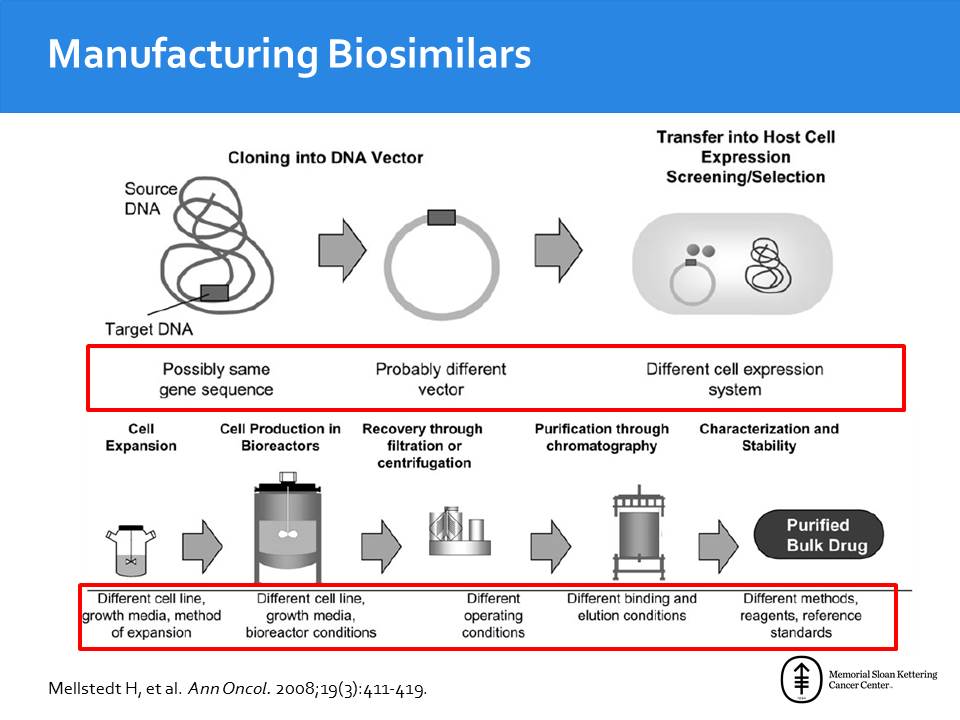 Manufacturing Biosimilars
Cloning into DNA Vector
Transfer into Host Cell
Expression
Screening/Selection
Source
DNA
Target DNA
Possibly same
gene sequence
Probably different
vector
Different cell expression
system
Cell
Expansion
Cell Production in
Bioreactors
Recovery through
filtration or
centrifugation
Purification through
chromatography
Characterization and
Stability
Purified
Bulk Drug
Different cell line,
growth media, method
of expansion
Different cell line,
growth media,
bioreactor conditions
Different
operating
conditions
Different binding and
elution conditions
Different methods,
reagents, reference
standards
Mellstedt H, et al. Ann Oncol. 2008;19(3):411-419.
Memorial Sloan Kettering
Cancer Center